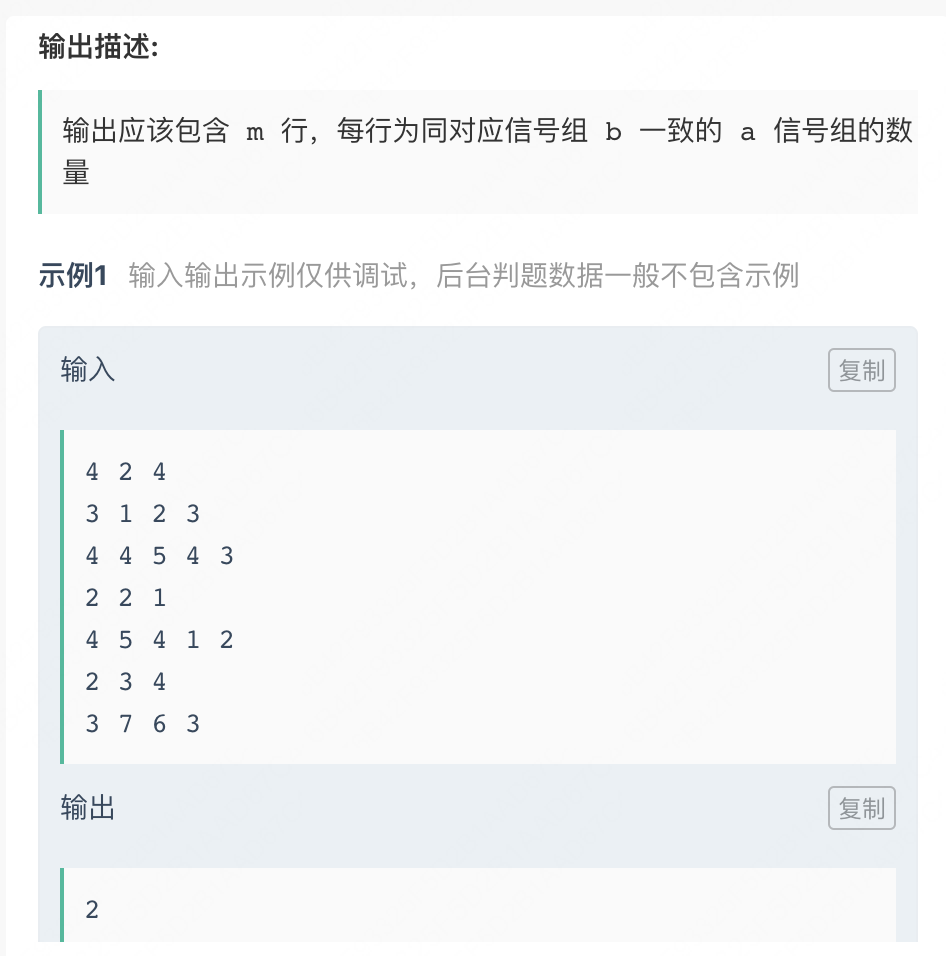 输出描述:
输出应该包含 m 行，每行为同对应信号组 b 一致的 a 信号组的数
量
示例1 输入输出示例仅供调试，后台判题数据一般不包含示例
输入 复制
4 2 4
3 1 2 3
4 4 5 4 3
2 2 1
4 5 4 1 2
2 3 4
3 7 6 3
输出 复制
2